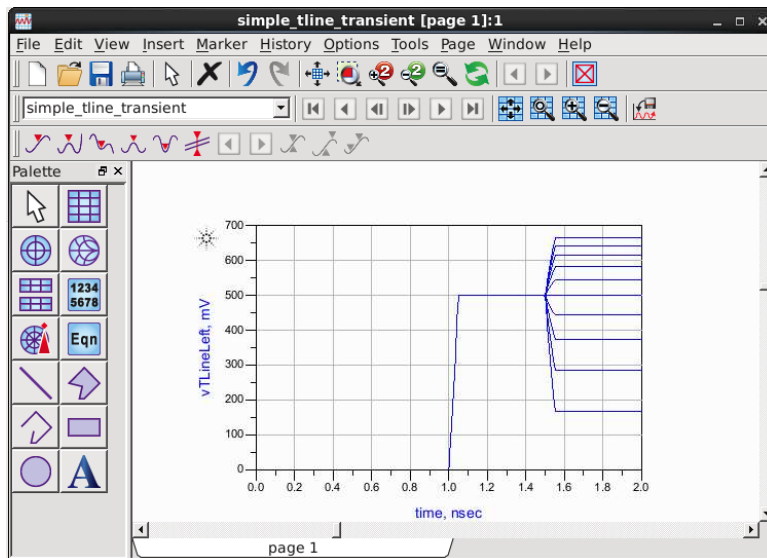 simple_tline_transient [page 1]:1
File Edit View Insert Marker History Options Tools Page Window Help
simple_tline_transient
Palette
1234
5678
Eqn
A
vTLineLeft, mV
700
600
500
400
300
200
100
0
0.0 0.2 0.4 0.6 0.8 1.0 1.2 1.4 1.6 1.8 2.0
time, nsec
page 1